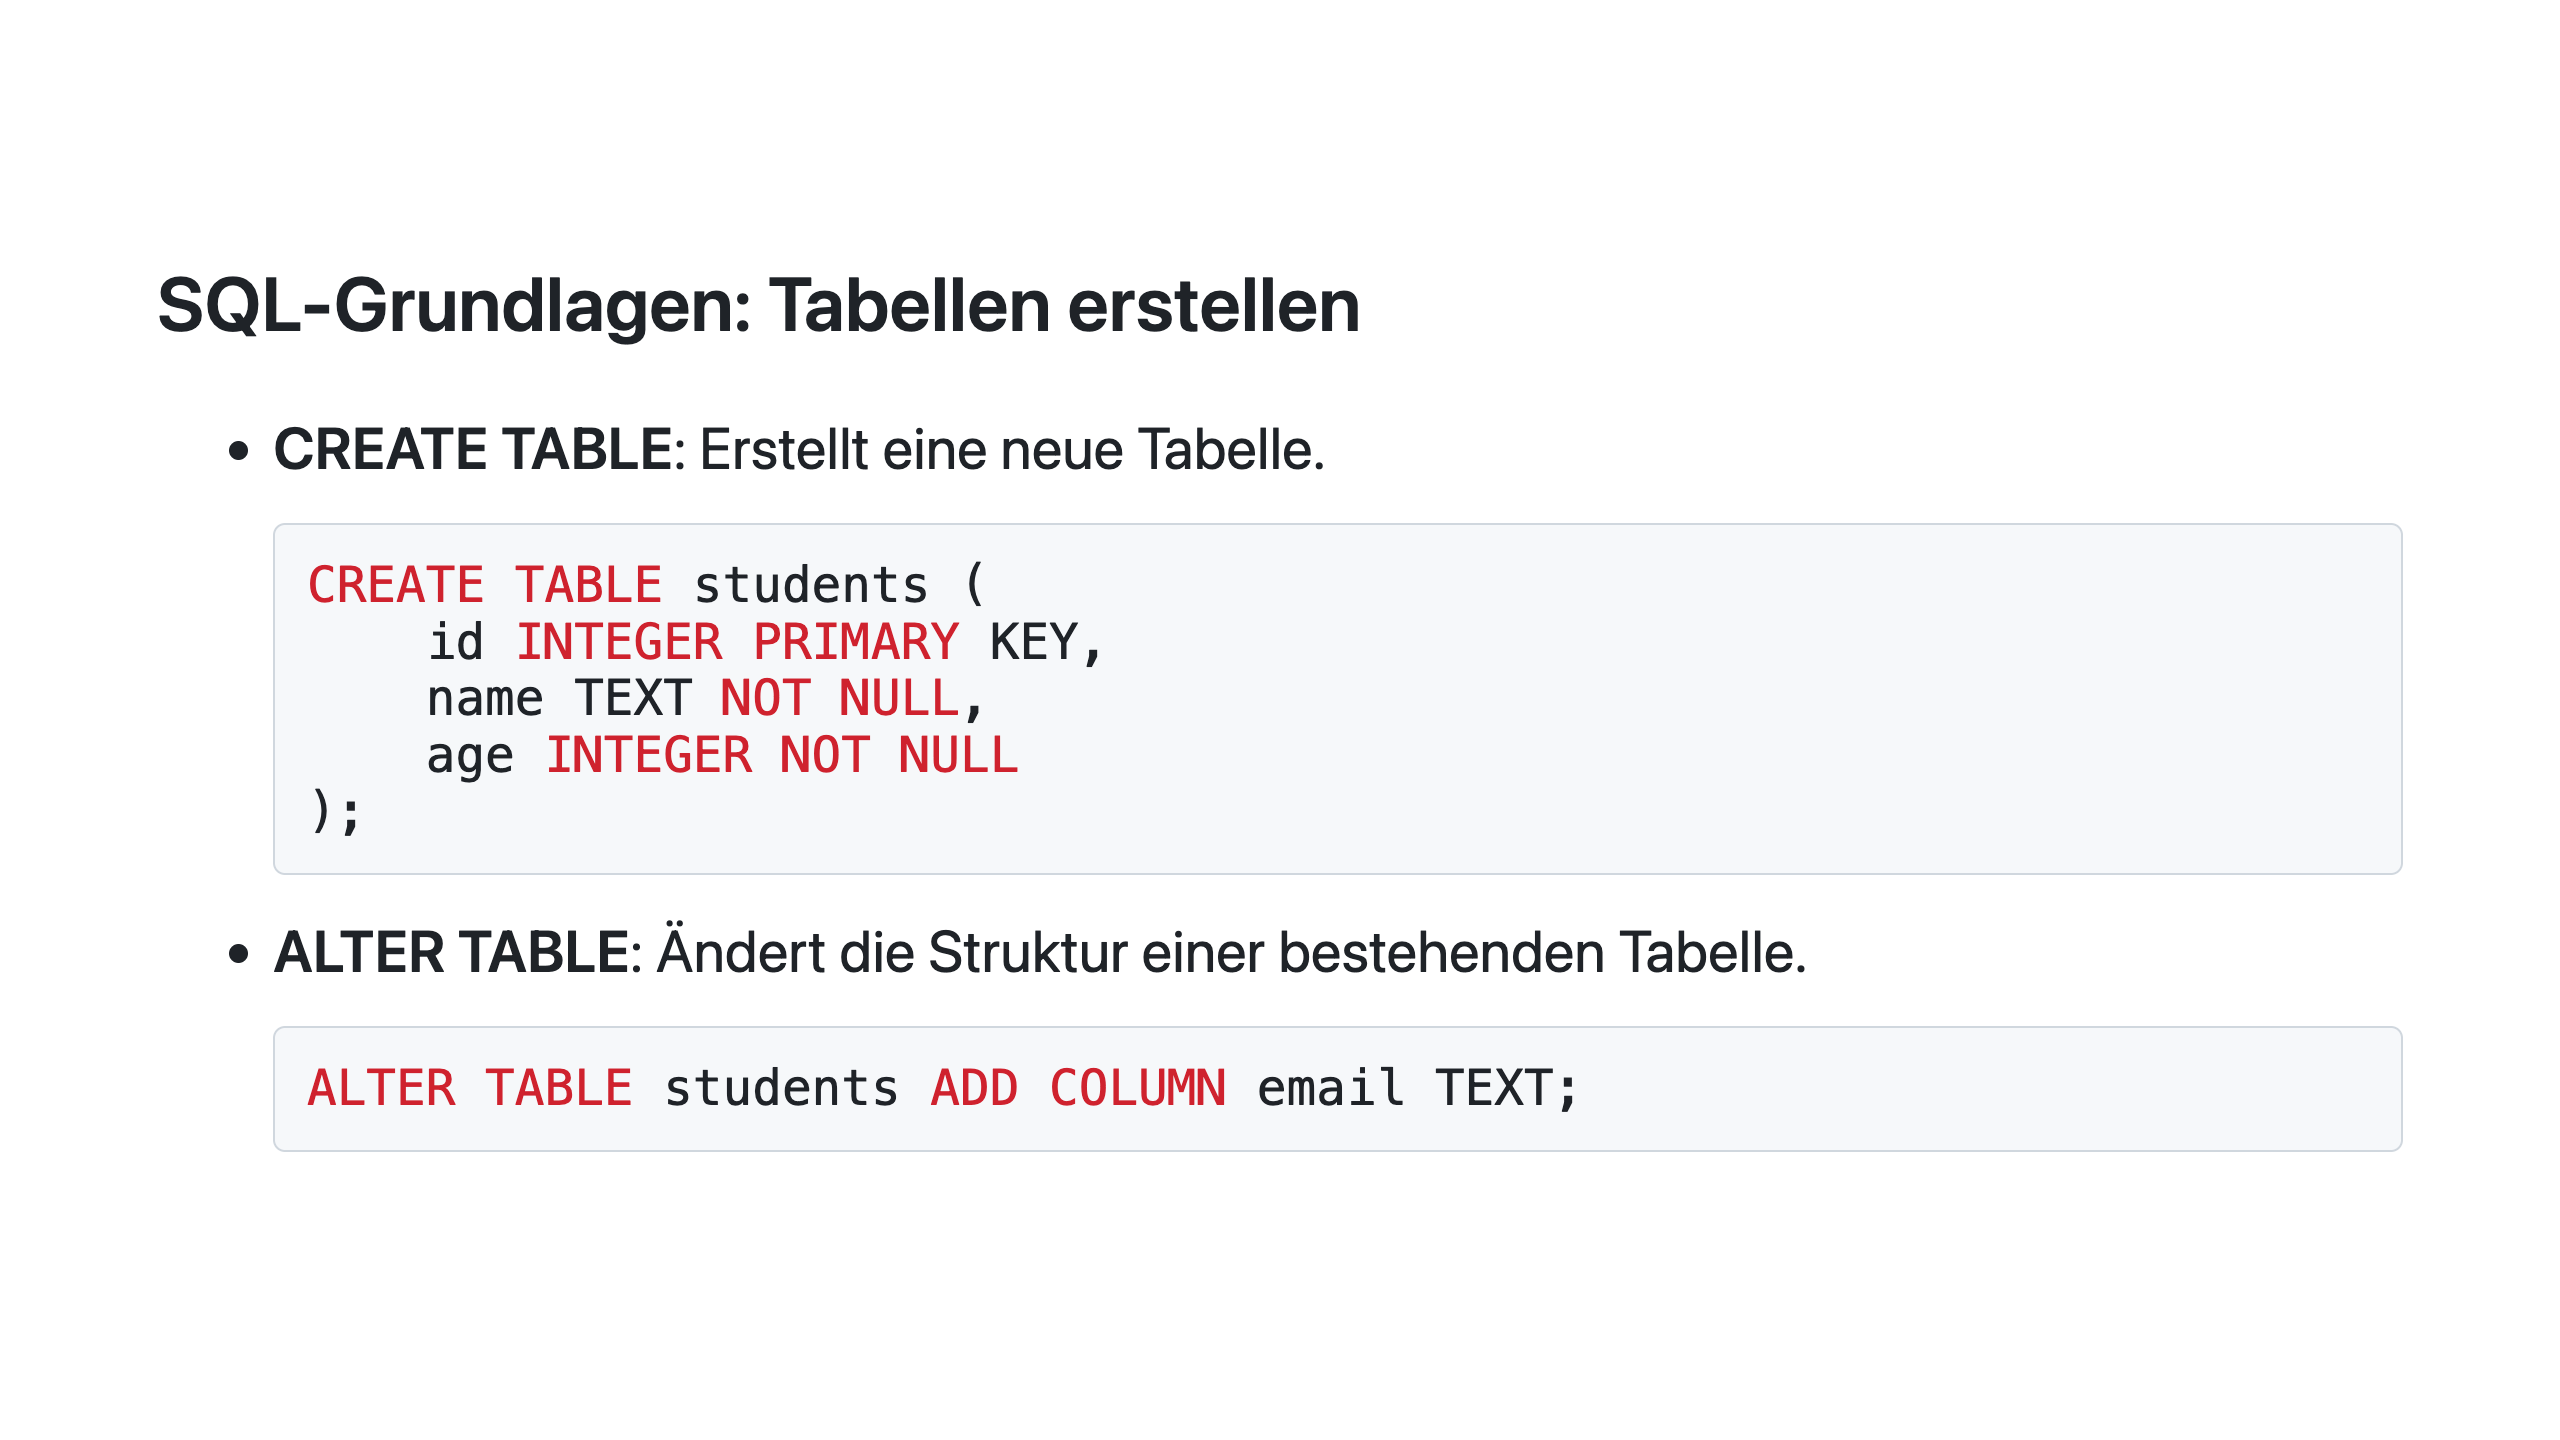 SQL-Grundlagen: Tabellen erstellen
• CREATE TABLE: Erstellt eine neue Tabelle.
CREATE TABLE students (
    id INTEGER PRIMARY KEY,
    name TEXT NOT NULL,
    age INTEGER NOT NULL
);
• ALTER TABLE: Ändert die Struktur einer bestehenden Tabelle.
ALTER TABLE students ADD COLUMN email TEXT;